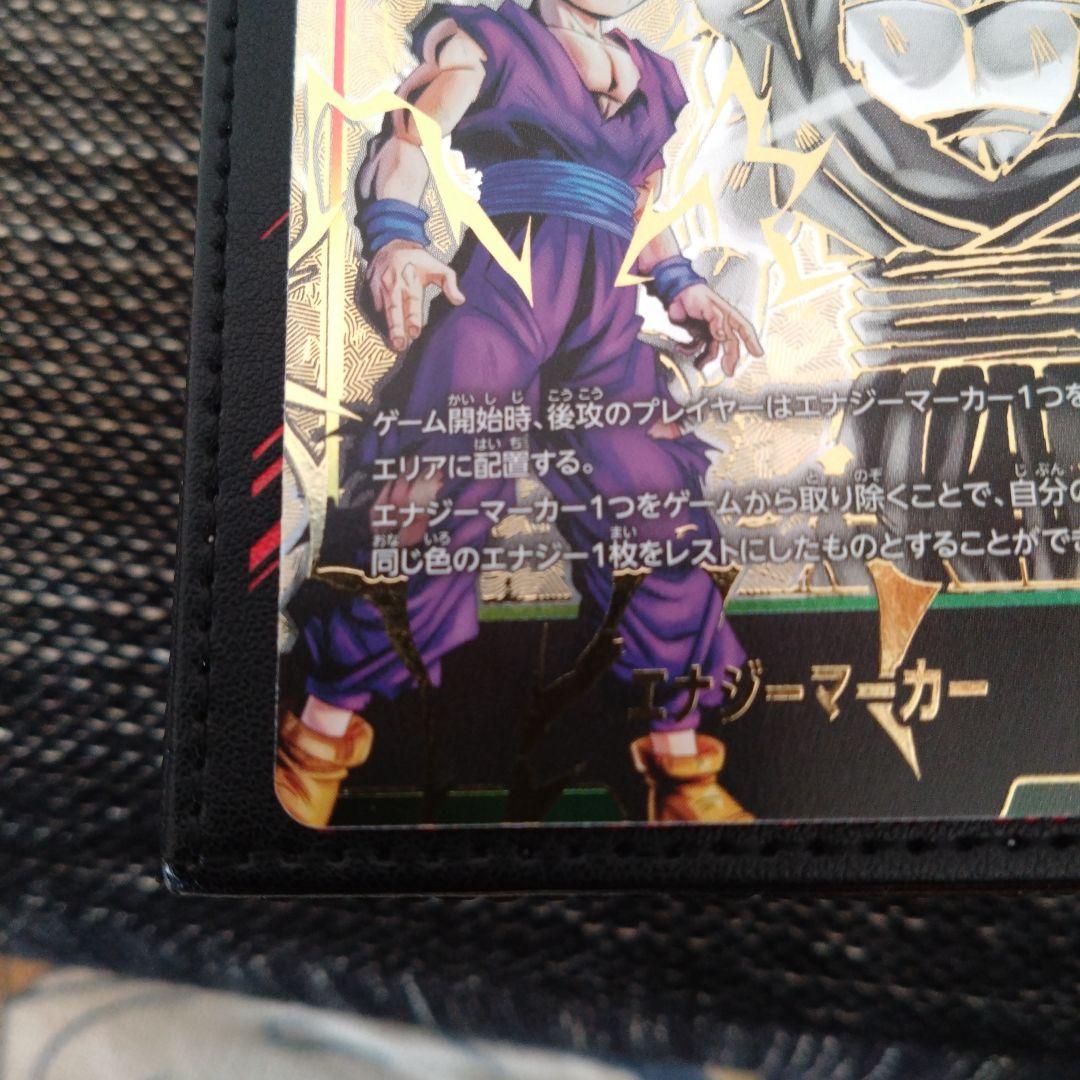 ゲーム開始時、後攻のプレイヤーはエナジーマーカー1つを
エリアに配置する。
エナジーマーカー1つをゲームから取り除くことで、自分の
同じ色のエナジー1枚をレストにしたものとすることができ
エナジーマーカー